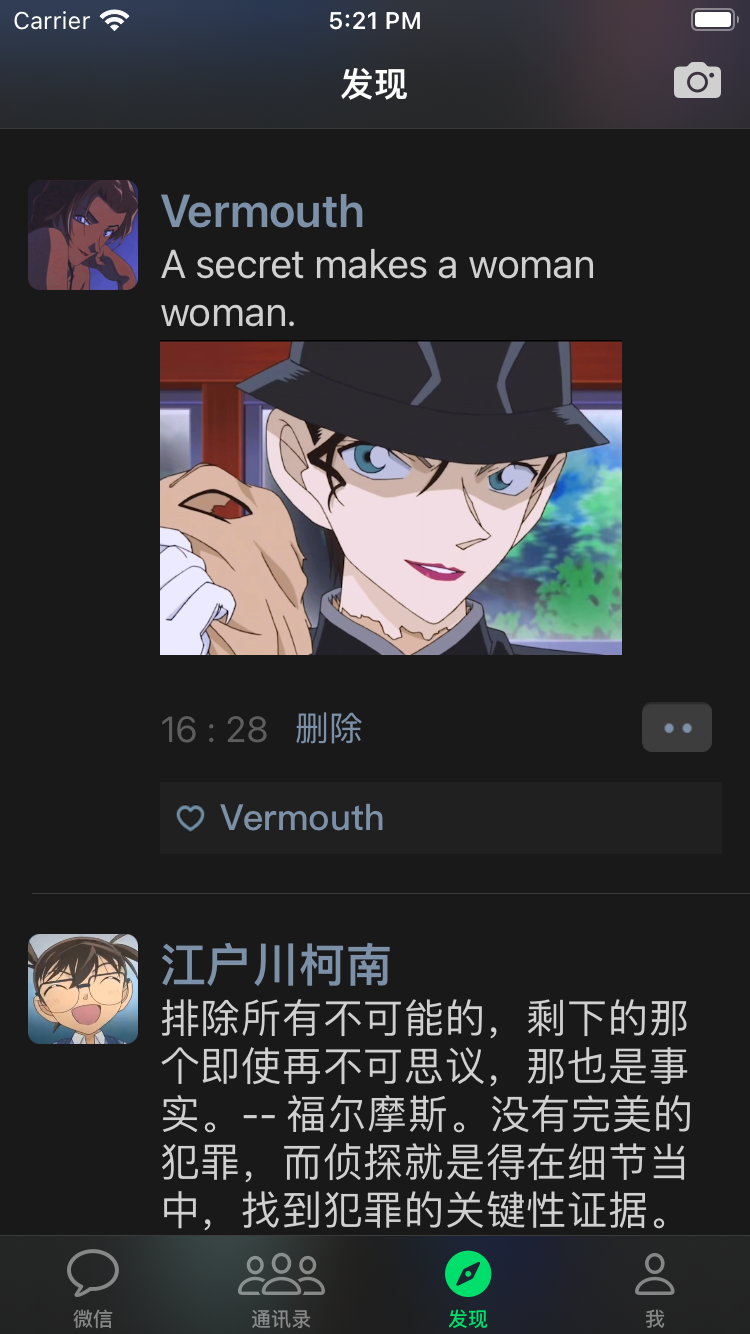 Carrier 5:21 PM
发现
Vermouth
A secret makes a woman
woman.
16 : 28 删除
Vermouth
江户川柯南
排除所有不可能的，剩下的那
个即使再不可思议，那也是事
实。-- 福尔摩斯。没有完美的
犯罪，而侦探就是得在细节当
中，找到犯罪的关键性证据。
微信 通讯录 发现 我